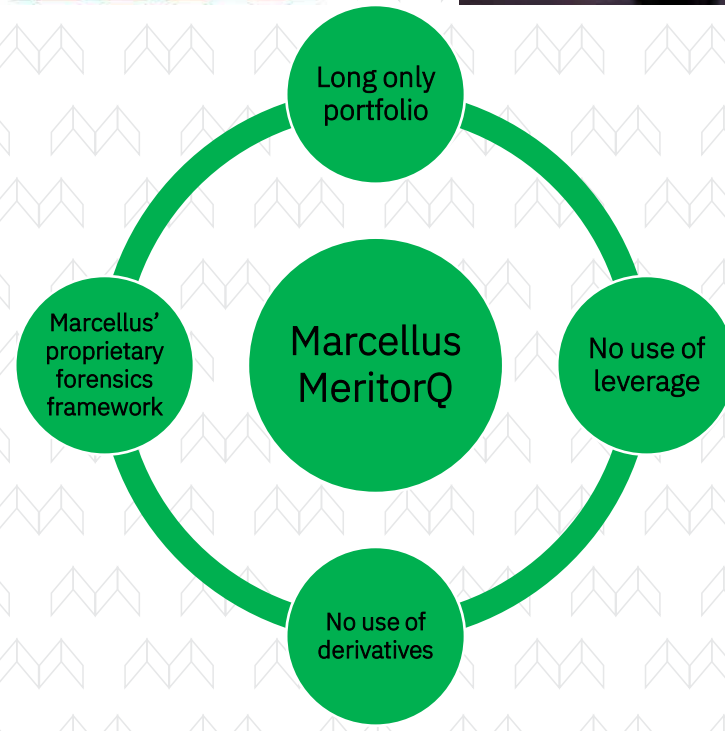 Long only
portfolio
Marcellus’
proprietary
forensics
framework
Marcellus
MeritorQ
No use of
leverage
No use of
derivatives